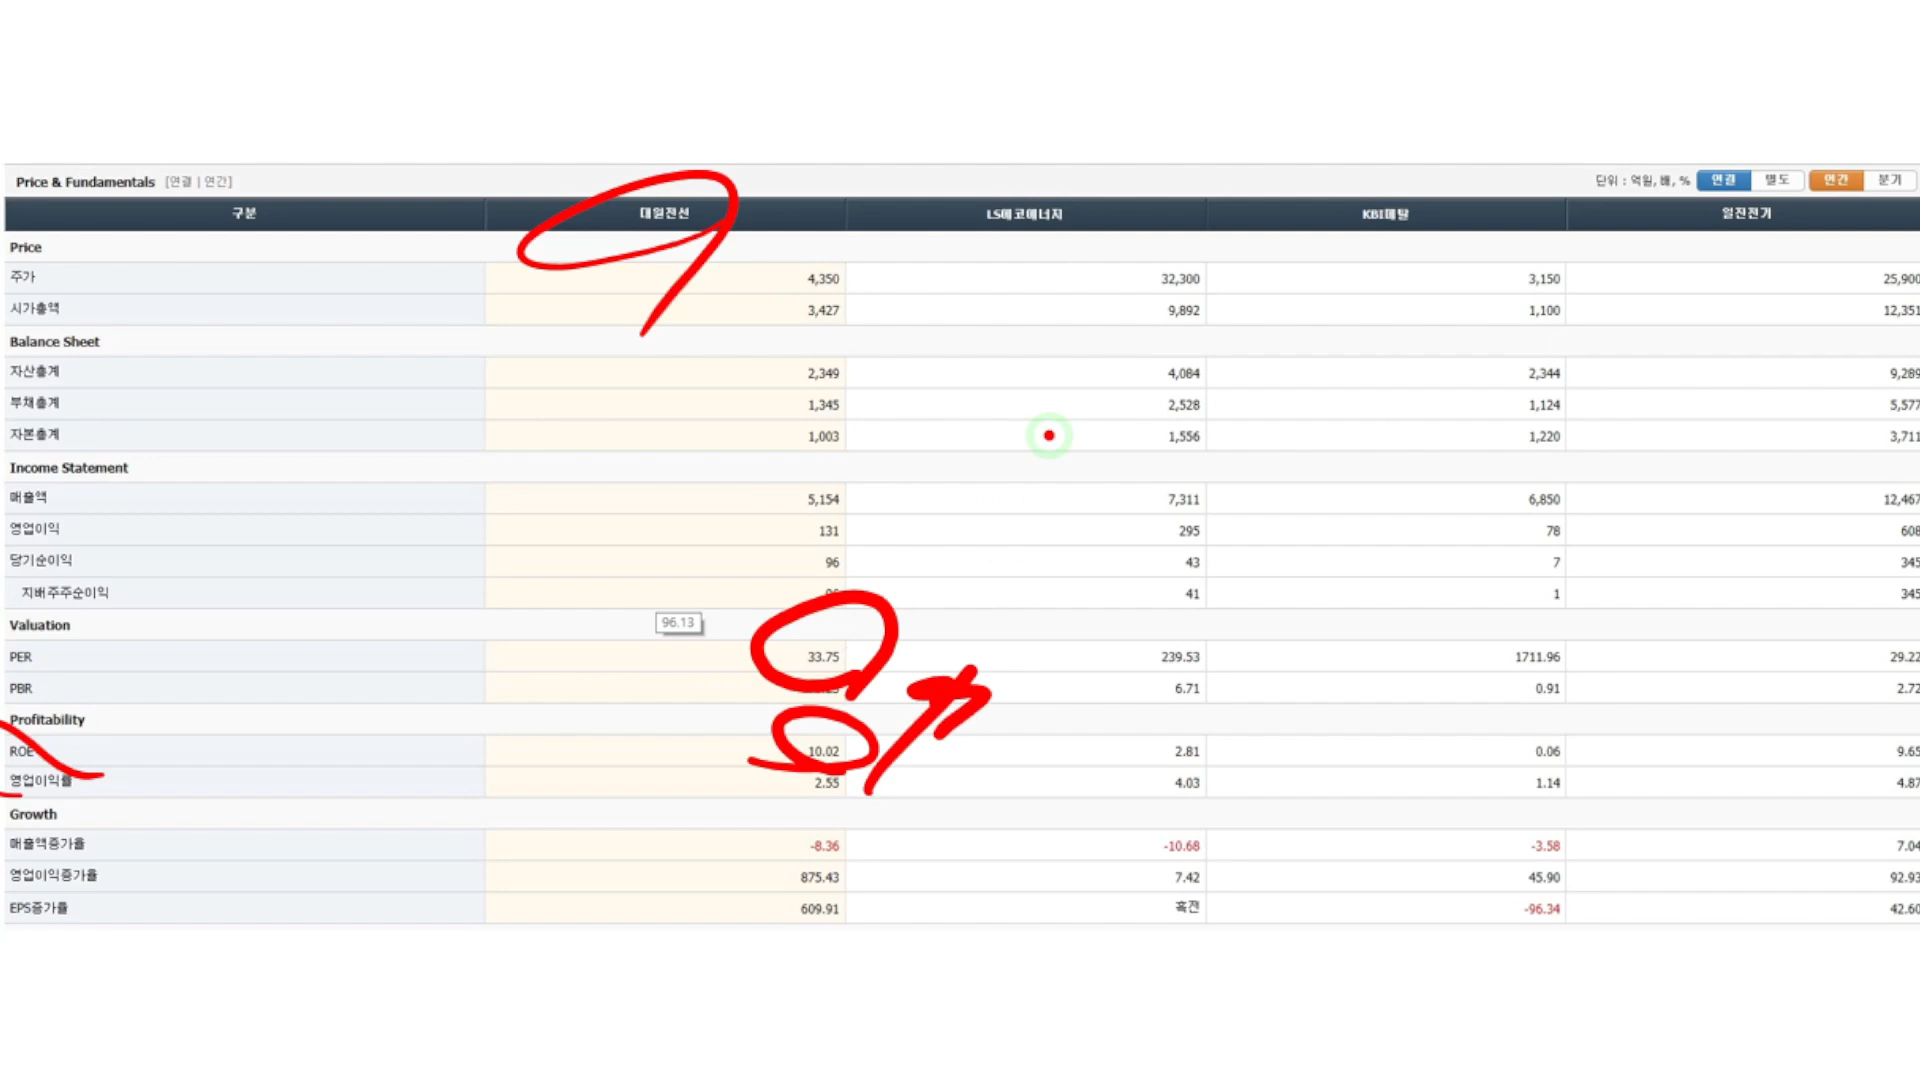 Price & Fundamentals [연결 | 연간] 단위 : 억원, 배, % 연결 별도 연간 분기
구분 대원전선 LS에코에너지 KBI메탈 일진전기
Price
주가 4,350 32,300 3,150 25,900
시가총액 3,427 9,892 1,100 12,351
Balance Sheet
자산총계 2,349 4,084 2,344 9,289
부채총계 1,345 2,528 1,124 5,577
자본총계 1,003 1,556 1,220 3,711
Income Statement
매출액 5,154 7,311 6,850 12,467
영업이익 131 295 78 608
당기순이익 96 43 7 345
지배주주순이익 41 1 345
Valuation 96.13
PER 33.75 239.53 1711.96 29.22
PBR 6.71 0.91 2.72
Profitability
ROE 10.02 2.81 0.06 9.65
영업이익률 2.55 4.03 1.14 4.87
Growth
매출액증가율 -8.36 -10.68 -3.58 7.04
영업이익증가율 875.43 7.42 45.90 92.93
EPS증가율 609.91 흑전 -96.34 42.60